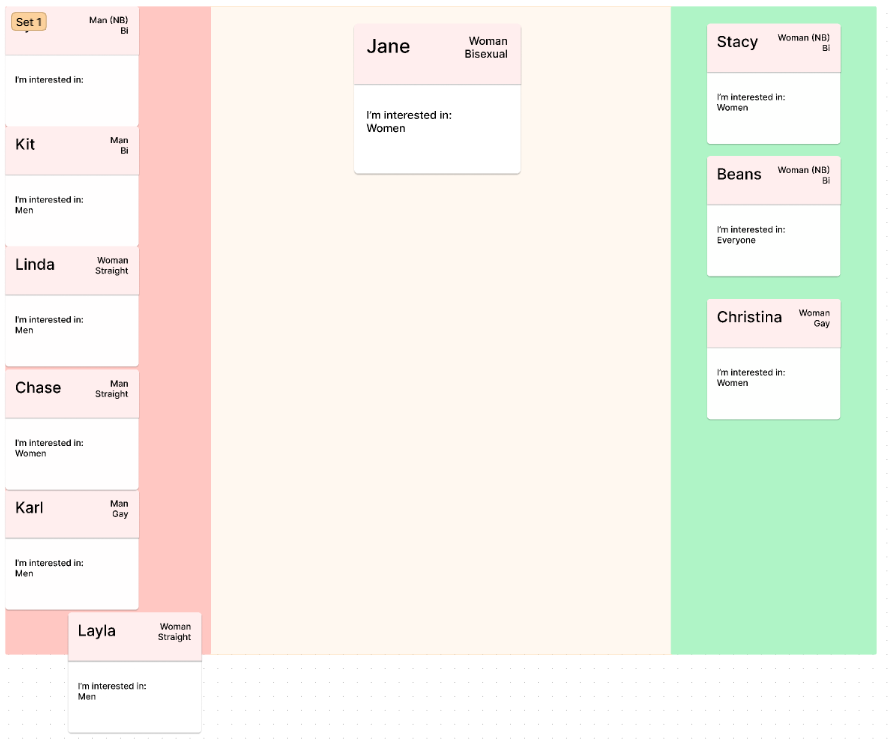 Set 1
Man (NB)
Bi
I'm interested in:
Kit
Man
Bi
I'm interested in:
Men
Linda
Woman
Straight
I'm interested in:
Men
Chase
Man
Straight
I'm interested in:
Women
Karl
Man
Gay
I'm interested in:
Men
Layla
Woman
Straight
I'm interested in:
Men
Jane
Woman
Bisexual
I'm interested in:
Women
Stacy
Woman (NB)
Bi
I'm interested in:
Women
Beans
Woman (NB)
Bi
I'm interested in:
Everyone
Christina
Woman
Gay
I'm interested in:
Women